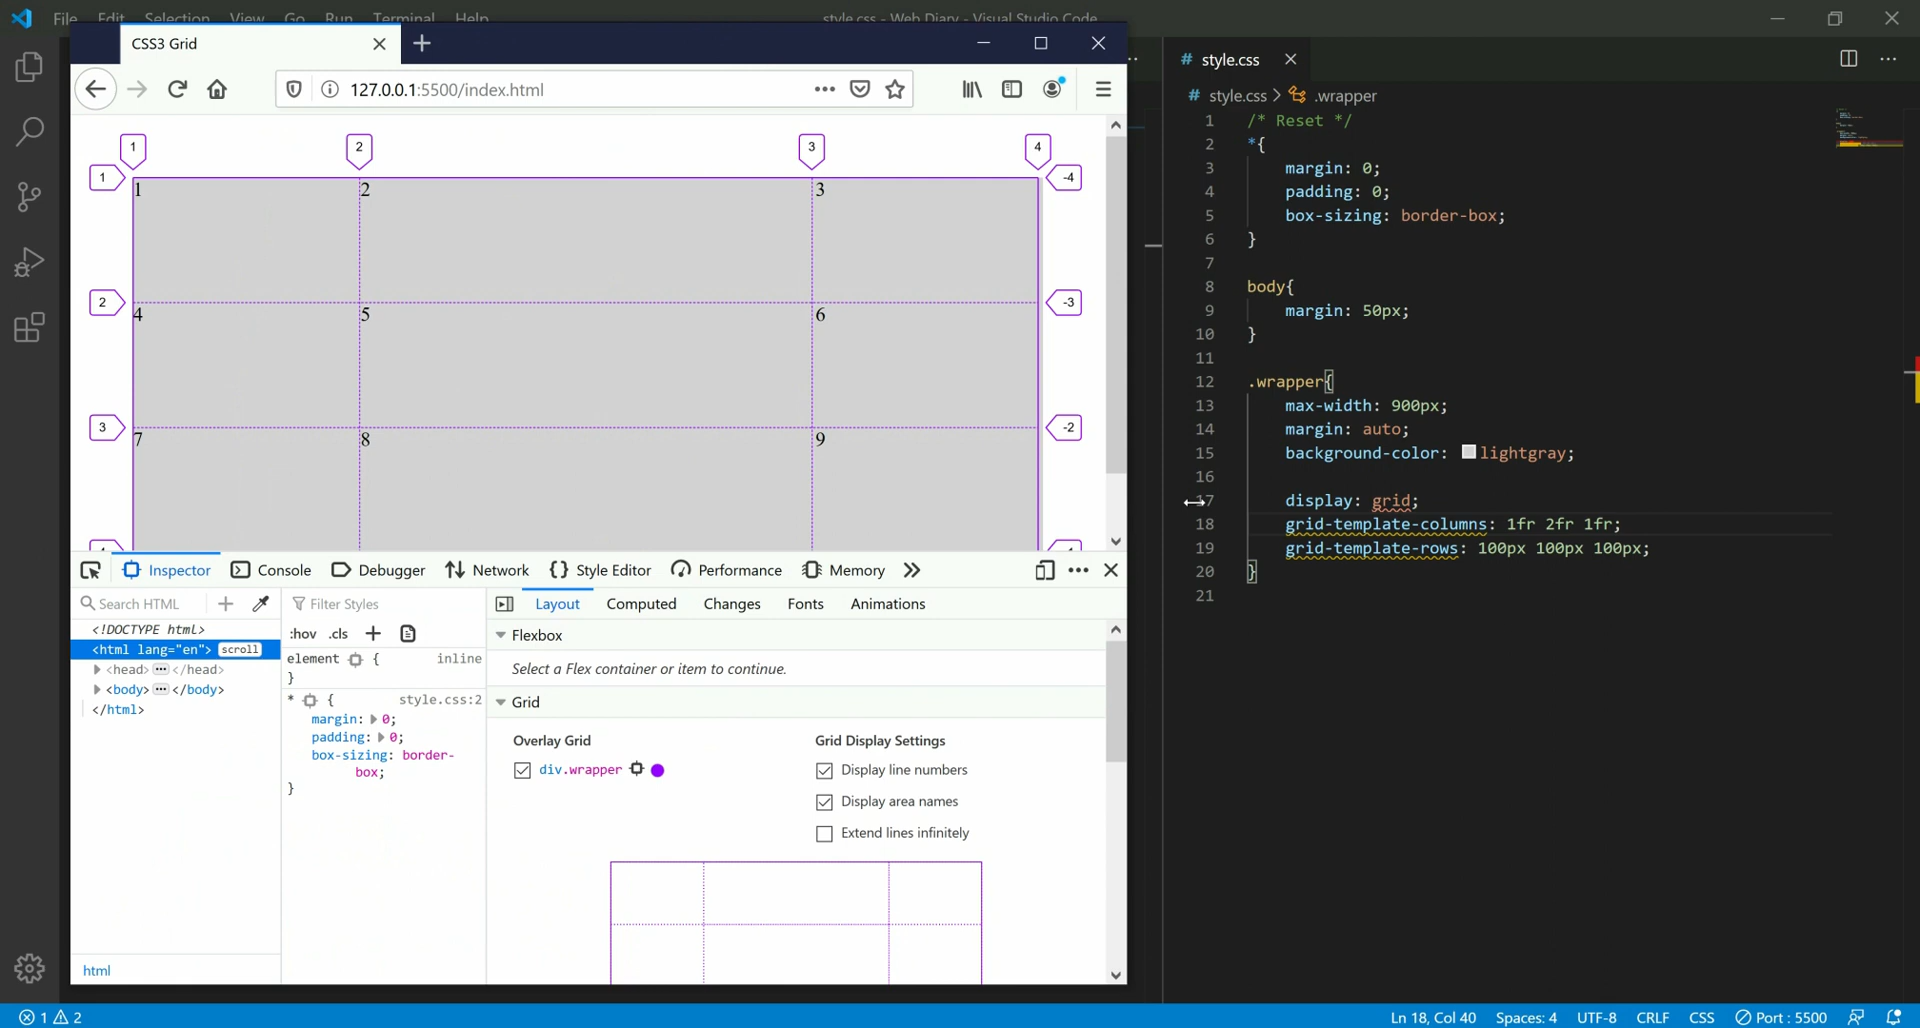 File Edit Selection View Go Run Terminal Help style.css - Web Diary - Visual Studio Code
CSS3 Grid
127.0.0.1:5500/index.html
1 2 3 4
1 -4
1 2 3
2 -3
4 5 6
3 -2
7 8 9
Inspector Console Debugger Network Style Editor Performance Memory
Search HTML
<!DOCTYPE html>
<html lang="en"> scroll
<head> ··· </head>
<body> ··· </body>
</html>
html
Filter Styles
:hov .cls
element { inline
}
* { style.css:2
margin: 0;
padding: 0;
box-sizing: border-
box;
}
Layout Computed Changes Fonts Animations
Flexbox
Select a Flex container or item to continue.
Grid
Overlay Grid
div.wrapper
Grid Display Settings
Display line numbers
Display area names
Extend lines infinitely
# style.css
# style.css > .wrapper
1 /* Reset */
2 *{
3 margin: 0;
4 padding: 0;
5 box-sizing: border-box;
6 }
7
8 body{
9 margin: 50px;
10 }
11
12 .wrapper{
13 max-width: 900px;
14 margin: auto;
15 background-color: lightgray;
16
17 display: grid;
18 grid-template-columns: 1fr 2fr 1fr;
19 grid-template-rows: 100px 100px 100px;
20 }
21
1 2 Ln 18, Col 40 Spaces: 4 UTF-8 CRLF CSS Port : 5500